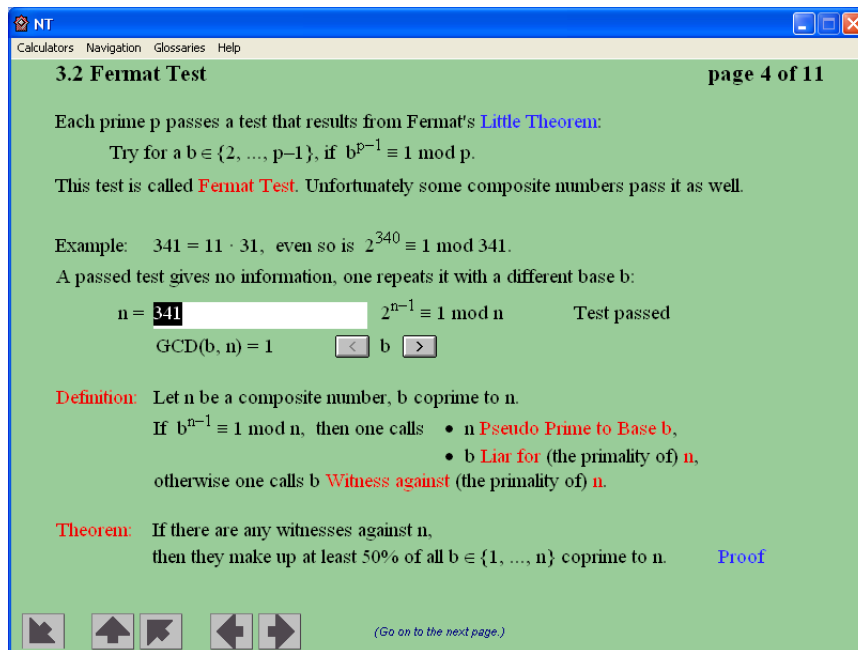 NT
Calculators Navigation Glossaries Help
3.2 Fermat Test page 4 of 11
Each prime p passes a test that results from Fermat's Little Theorem:
Try for a b ∈ {2, ..., p–1}, if b^{p–1} ≡ 1 mod p.
This test is called Fermat Test. Unfortunately some composite numbers pass it as well.
Example: 341 = 11 · 31, even so is 2^{340} ≡ 1 mod 341.
A passed test gives no information, one repeats it with a different base b:
n = 341 2^{n–1} ≡ 1 mod n Test passed
GCD(b, n) = 1 < b >
Definition: Let n be a composite number, b coprime to n.
If b^{n–1} ≡ 1 mod n, then one calls • n Pseudo Prime to Base b,
• b Liar for (the primality of) n,
otherwise one calls b Witness against (the primality of) n.
Theorem: If there are any witnesses against n,
then they make up at least 50% of all b ∈ {1, ..., n} coprime to n. Proof
(Go on to the next page.)